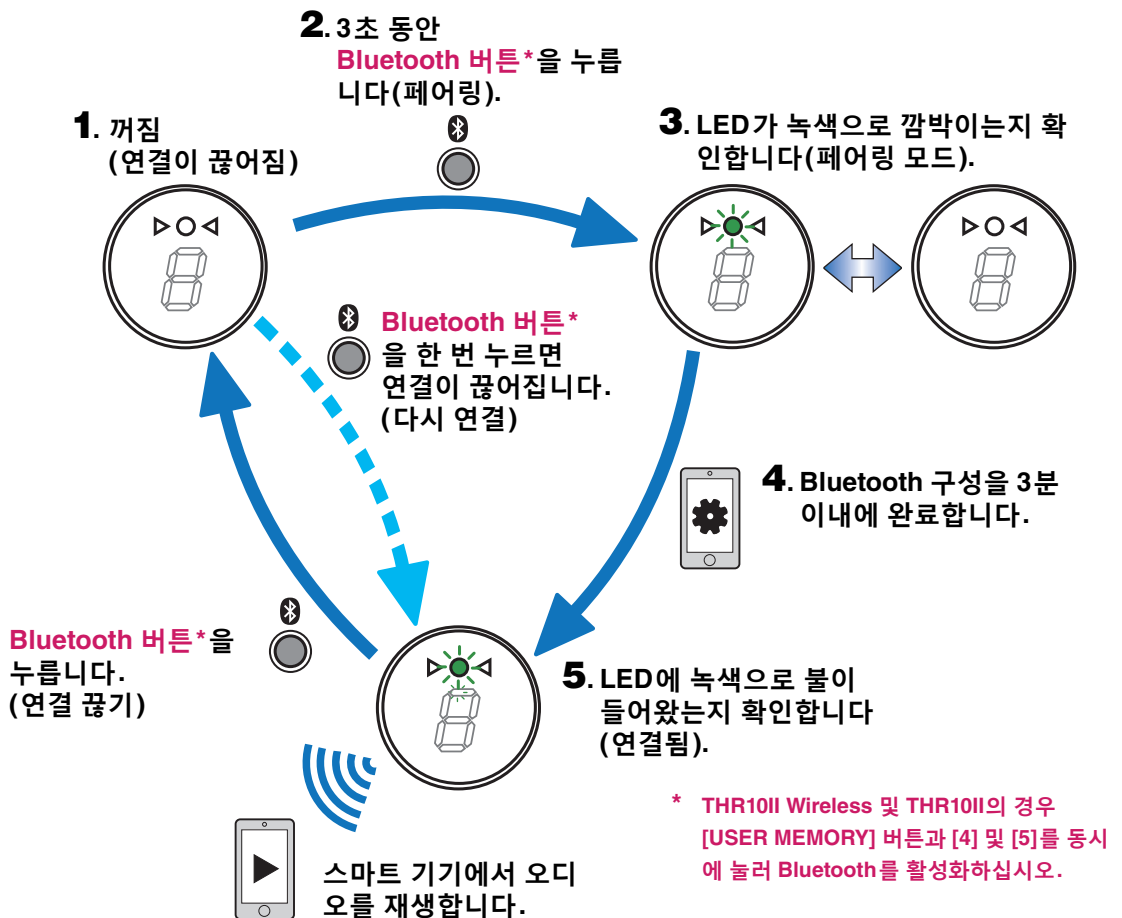 2. 3초 동안
Bluetooth 버튼*을 누릅
니다(페어링).
1. 꺼짐
(연결이 끊어짐)
3. LED가 녹색으로 깜박이는지 확
인합니다(페어링 모드).
Bluetooth 버튼*
을 한 번 누르면
연결이 끊어집니다.
(다시 연결)
4. Bluetooth 구성을 3분
이내에 완료합니다.
Bluetooth 버튼*을
누릅니다.
(연결 끊기)
5. LED에 녹색으로 불이
들어왔는지 확인합니다
(연결됨).
* THR10II Wireless 및 THR10II의 경우
[USER MEMORY] 버튼과 [4] 및 [5]를 동시
에 눌러 Bluetooth를 활성화하십시오.
스마트 기기에서 오디
오를 재생합니다.